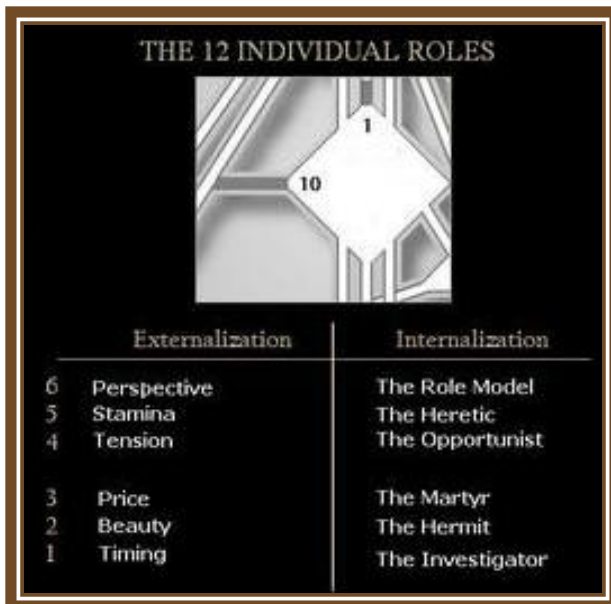 THE 12 INDIVIDUAL ROLES
1
10
Externalization Internalization
6 Perspective The Role Model
5 Stamina The Heretic
4 Tension The Opportunist
3 Price The Martyr
2 Beauty The Hermit
1 Timing The Investigator